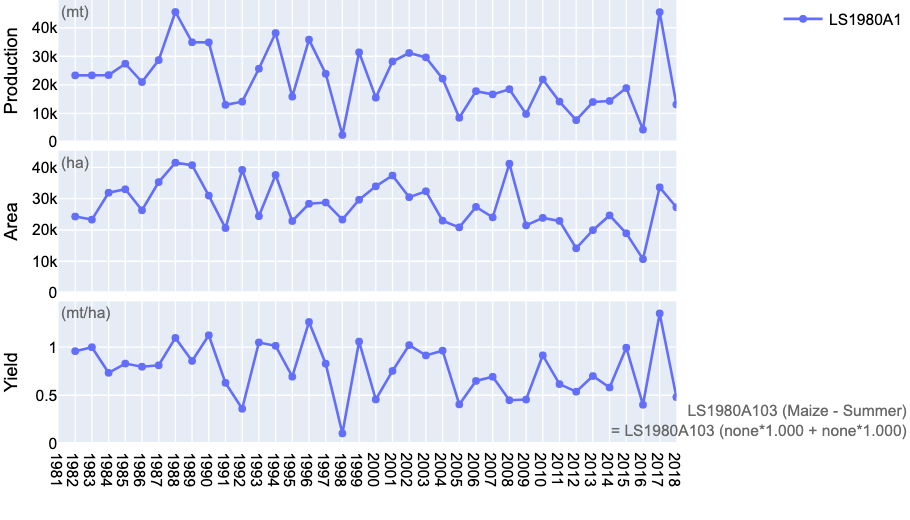 (mt)
LS1980A1
Production
40k
30k
20k
10k
0
(ha)
Area
40k
30k
20k
10k
0
(mt/ha)
Yield
1
0.5
0
LS1980A103 (Maize - Summer)
= LS1980A103 (none*1.000 + none*1.000)
1981
1982
1983
1984
1985
1986
1987
1988
1989
1990
1991
1992
1993
1994
1995
1996
1997
1998
1999
2000
2001
2002
2003
2004
2005
2006
2007
2008
2009
2010
2011
2012
2013
2014
2015
2016
2017
2018